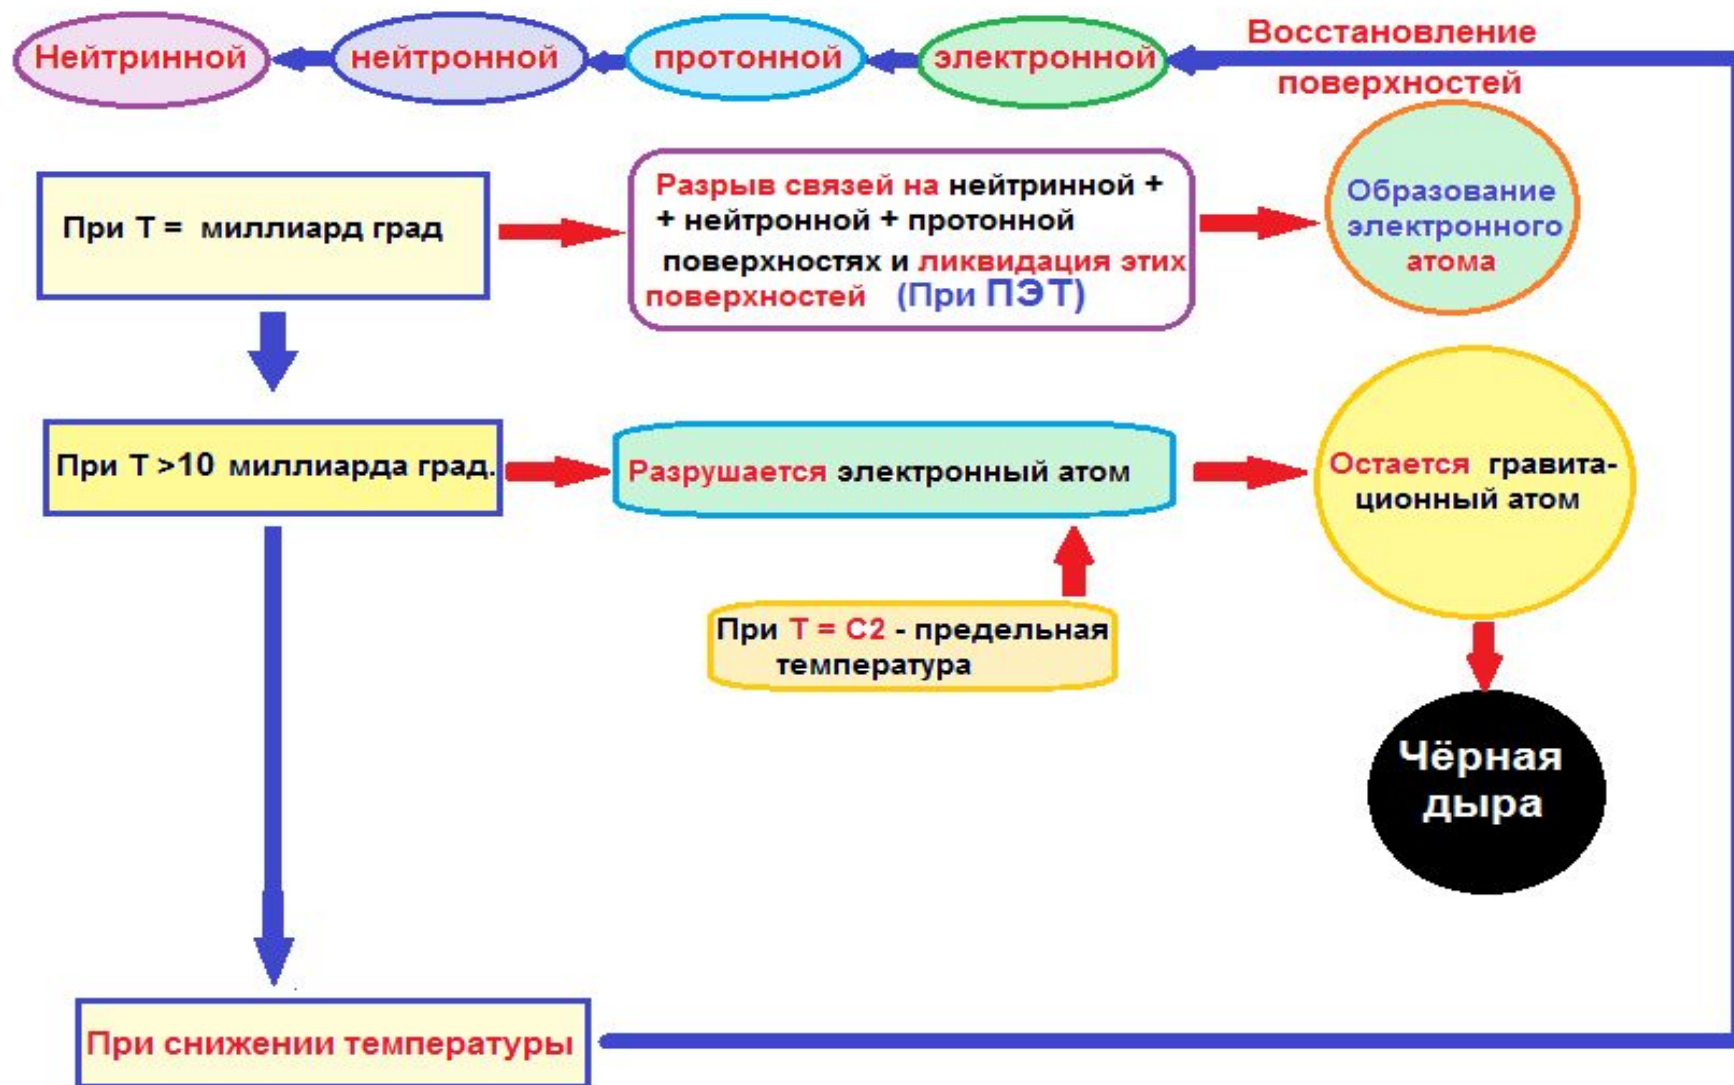 Восстановление
Нейтринной нейтронной протонной электронной
поверхностей
При Т = миллиард град
Разрыв связей на нейтринной +
+ нейтронной + протонной
поверхностях и ликвидация этих
поверхностей (При ПЭТ)
Образование
электронного
атома
При Т >10 миллиарда град.
Разрушается электронный атом
Остается гравита-
ционный атом
При Т = С2 - предельная
температура
Чёрная
дыра
При снижении температуры